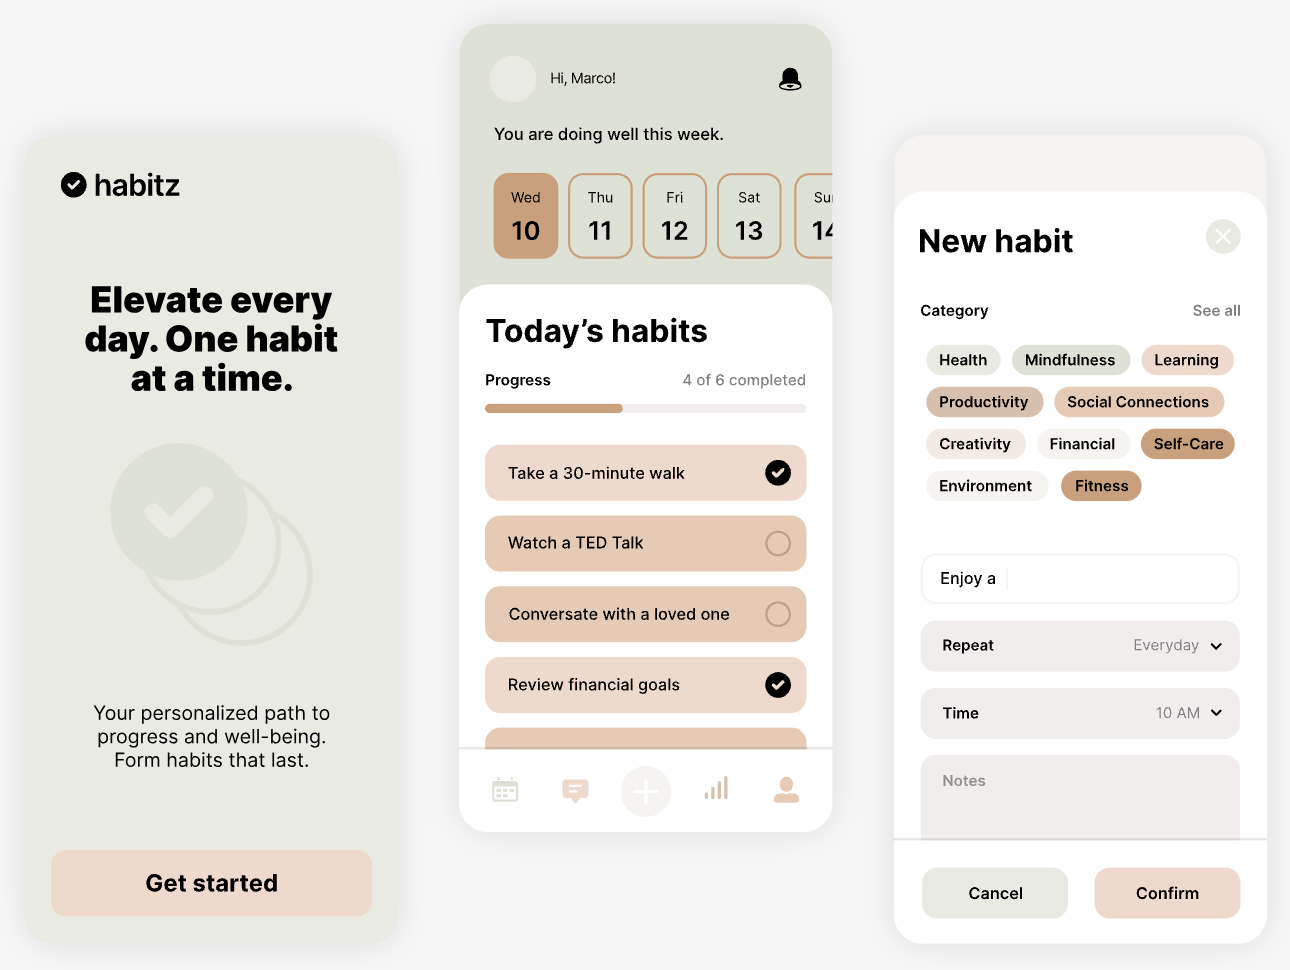 habitz
Elevate every
day. One habit
at a time.
Your personalized path to
progress and well-being.
Form habits that last.
Get started
Hi, Marco!
You are doing well this week.
Wed Thu Fri Sat Sun
10 11 12 13 14
Today’s habits
Progress 4 of 6 completed
Take a 30-minute walk
Watch a TED Talk
Conversate with a loved one
Review financial goals
New habit
Category See all
Health Mindfulness Learning
Productivity Social Connections
Creativity Financial Self-Care
Environment Fitness
Enjoy a
Repeat Everyday
Time 10 AM
Notes
Cancel Confirm